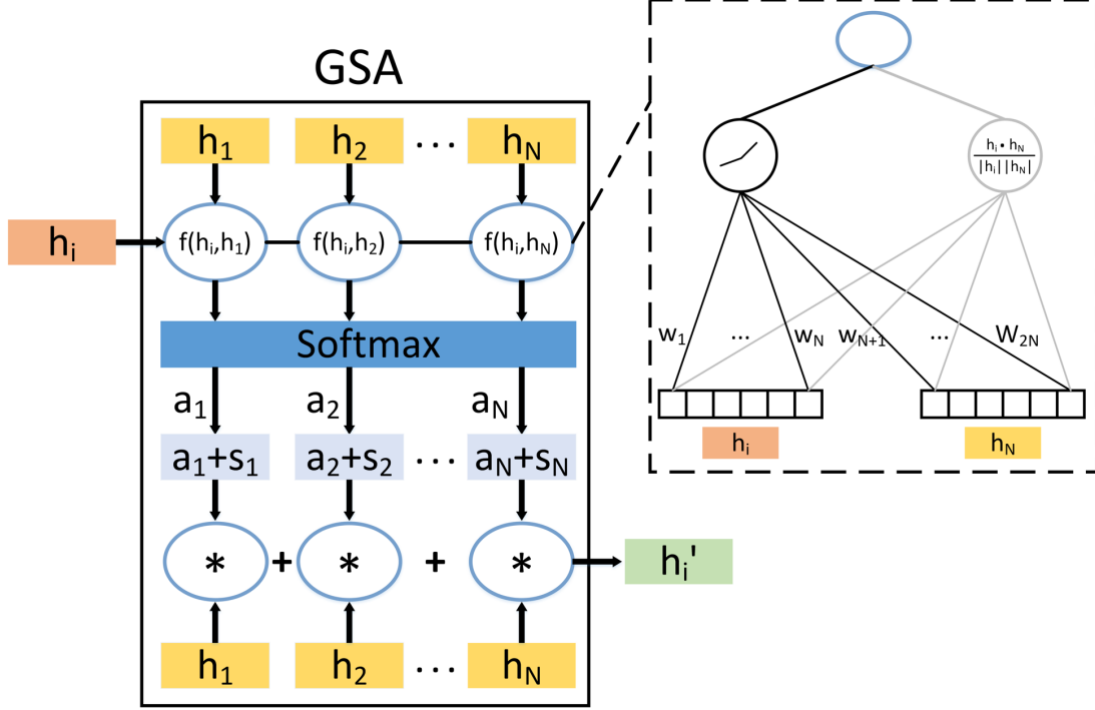 GSA
h1 h2 ... hN
hi
f(hi,h1) f(hi,h2) f(hi,hN)
Softmax
a1 a2 aN
a1+s1 a2+s2 ... aN+sN
* + * + *
hi'
h1 h2 ... hN
hi • hN
|hi| |hN|
w1 ... wN wN+1 ... W2N
hi hN